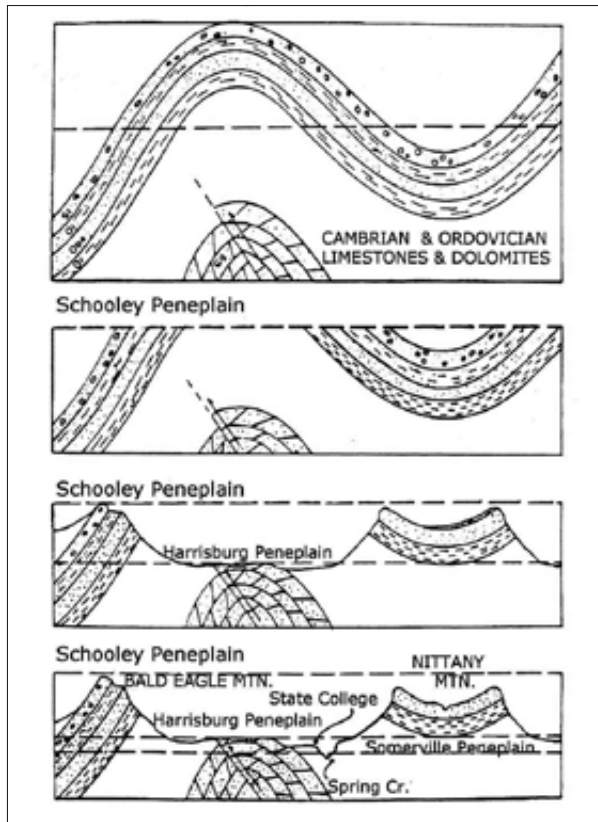 CAMBRIAN & ORDOVICIAN
LIMESTONES & DOLOMITES
Schooley Peneplain
Schooley Peneplain
Harrisburg Peneplain
Schooley Peneplain
BALD EAGLE MTN.
NITTANY
MTN.
State College
Harrisburg Peneplain
Somerville Peneplain
Spring Cr.